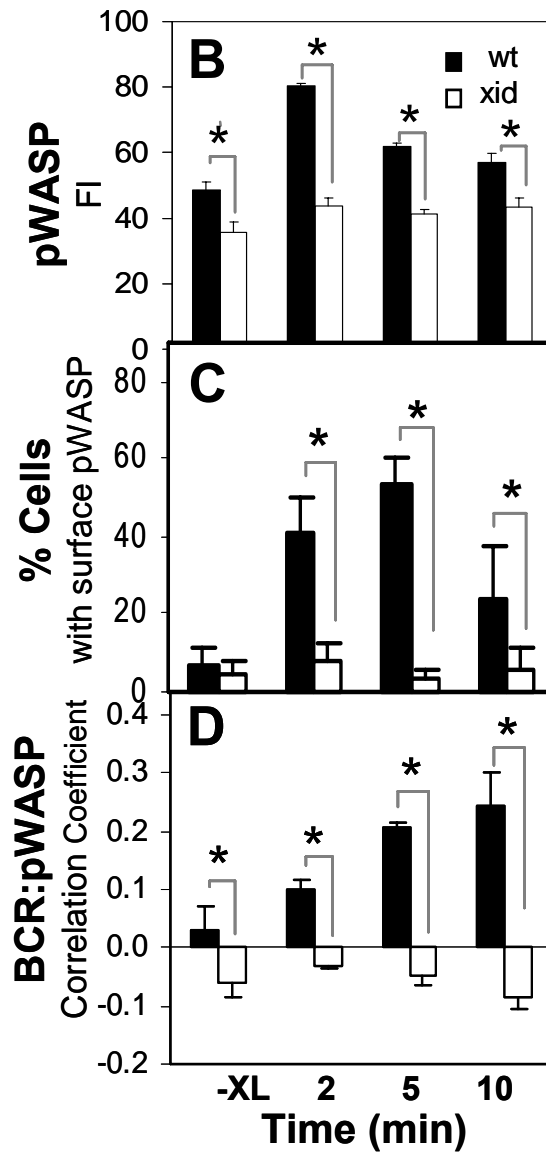 100
80
60
40
20
0
pWASP
FI
B
wt
xid
*
*
*
*
80
60
40
20
0
% Cells
with surface pWASP
C
*
*
*
0.4
0.3
0.2
0.1
0.0
-0.1
-0.2
BCR:pWASP
Correlation Coefficient
D
*
*
*
*
-XL 2 5 10
Time (min)